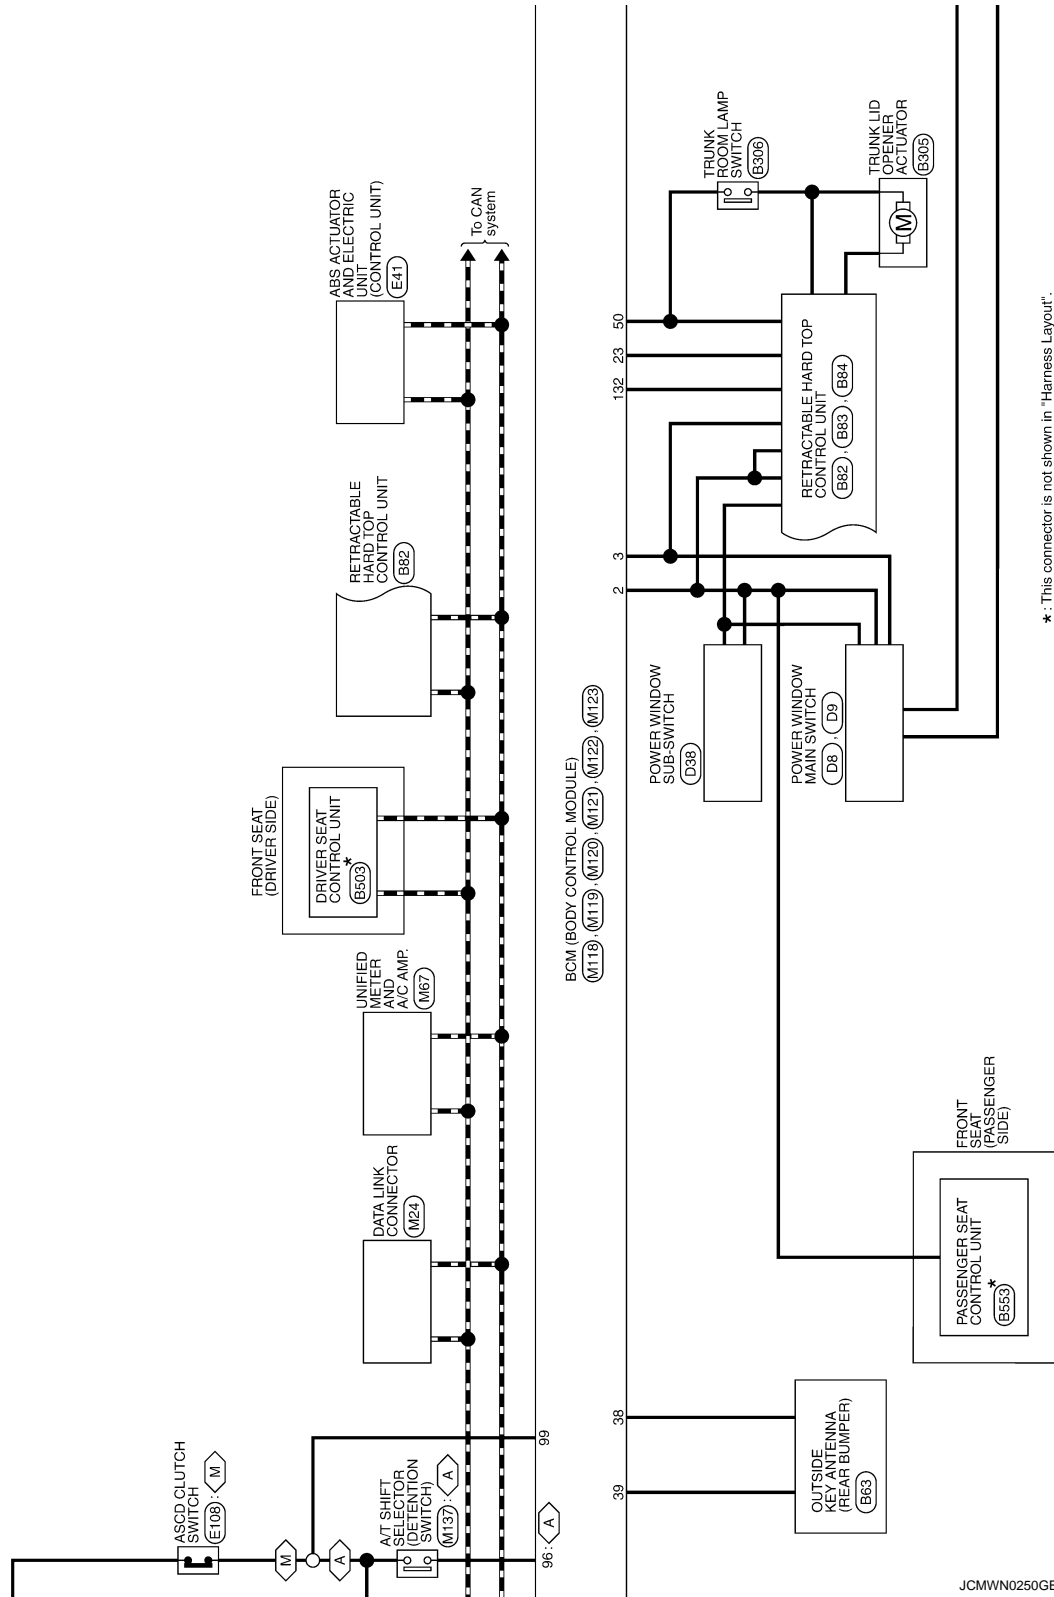 ASCD CLUTCH
SWITCH
E108 : M
M
A
A/T SHIFT
SELECTOR
(DETENTION
SWITCH)
M137 : A
96 : A
99
DATA LINK
CONNECTOR
M24
UNIFIED
METER
AND
A/C AMP.
M67
FRONT SEAT
(DRIVER SIDE)
DRIVER SEAT
CONTROL UNIT
*
B503
RETRACTABLE
HARD TOP
CONTROL UNIT
B82
ABS ACTUATOR
AND ELECTRIC
UNIT
(CONTROL UNIT)
E41
To CAN
system
BCM (BODY CONTROL MODULE)
M118 , M119 , M120 , M121 , M122 , M123
39
38
2
3
132
23
50
OUTSIDE
KEY ANTENNA
(REAR BUMPER)
B63
FRONT
SEAT
(PASSENGER
SIDE)
PASSENGER SEAT
CONTROL UNIT
*
B553
POWER WINDOW
SUB-SWITCH
D38
POWER WINDOW
MAIN SWITCH
D8 , D9
RETRACTABLE HARD TOP
CONTROL UNIT
B82 , B83 , B84
TRUNK
ROOM LAMP
SWITCH
B306
TRUNK LID
OPENER
ACTUATOR
B305
M
* : This connector is not shown in "Harness Layout".
JCMWN0250GE